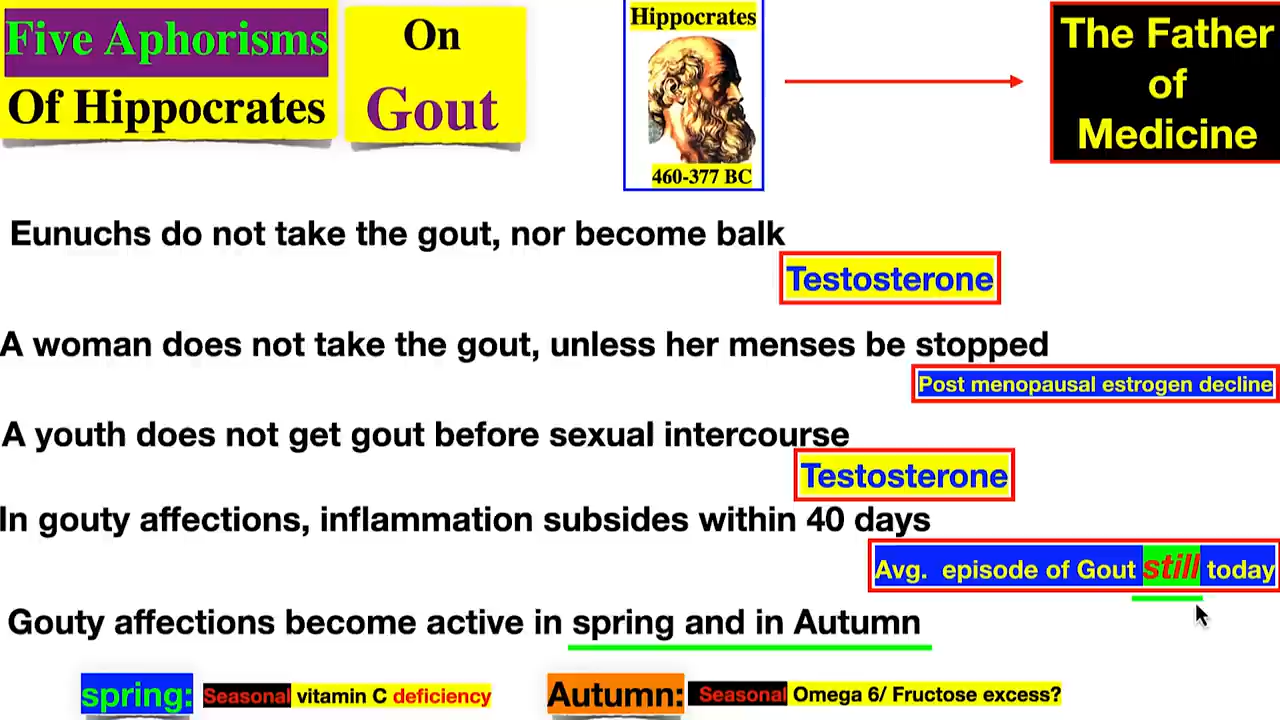 Five Aphorisms
Of Hippocrates
On
Gout
Hippocrates
460-377 BC
The Father
of
Medicine
Eunuchs do not take the gout, nor become balk
Testosterone
A woman does not take the gout, unless her menses be stopped
Post menopausal estrogen decline
A youth does not get gout before sexual intercourse
Testosterone
In gouty affections, inflammation subsides within 40 days
Avg. episode of Gout still today
Gouty affections become active in spring and in Autumn
spring: Seasonal vitamin C deficiency
Autumn: Seasonal Omega 6/ Fructose excess?